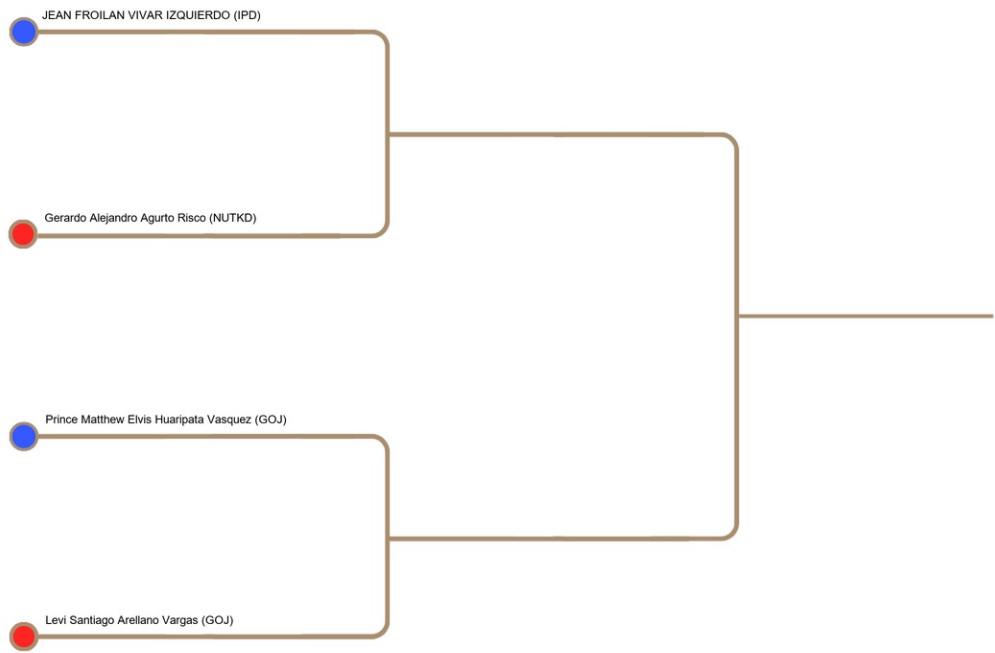 JEAN FROILAN VIVAR IZQUIERDO (IPD)
Gerardo Alejandro Agurto Risco (NUTKD)
Prince Matthew Elvis Huaripata Vasquez (GOJ)
Levi Santiago Arellano Vargas (GOJ)